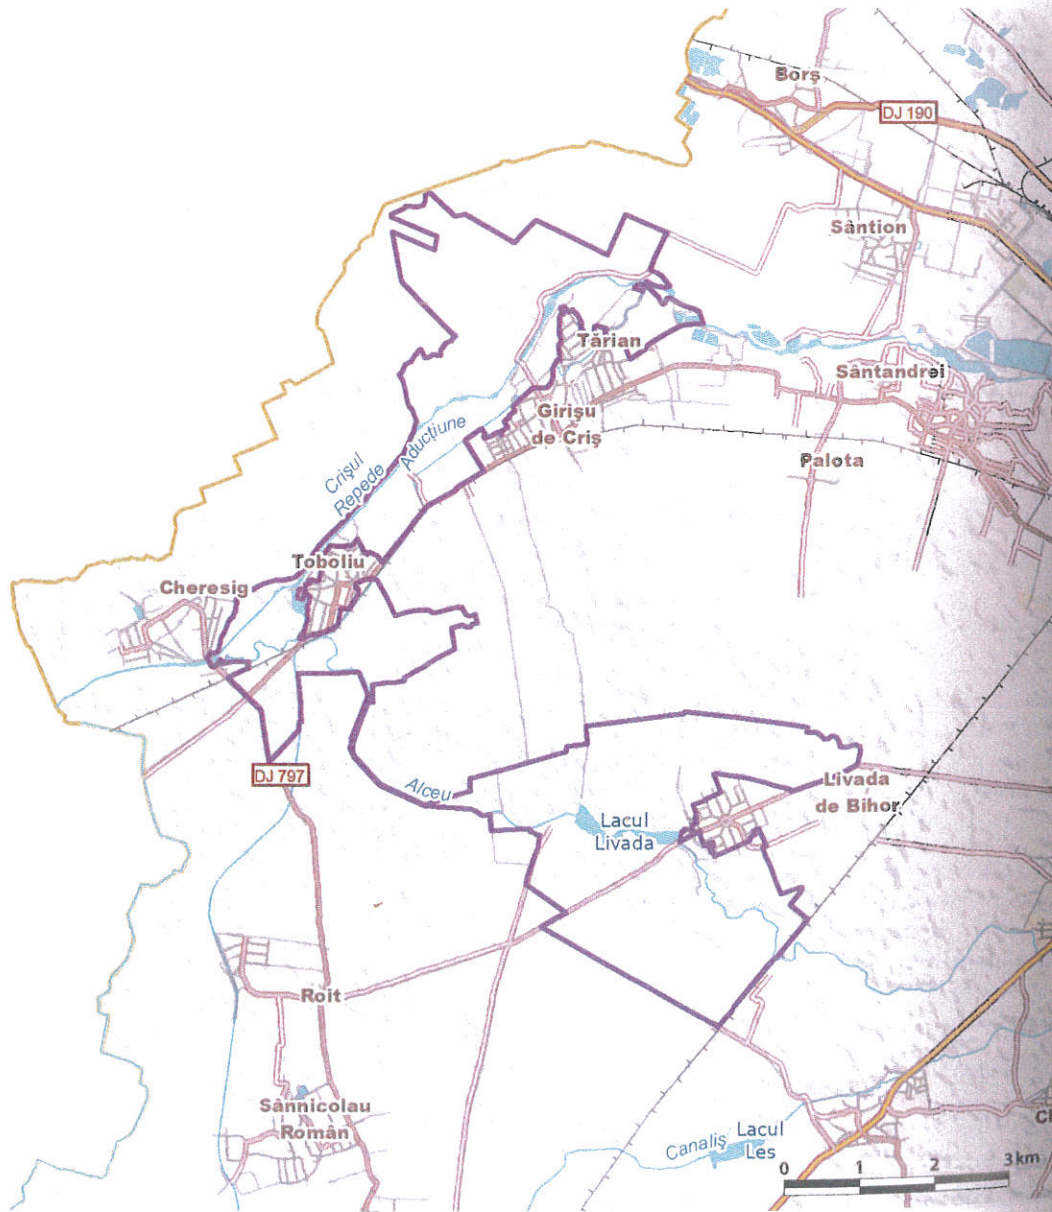 Borş
DJ 190
Sântion
Tărian
Sântandrei
Girişu
de Criş
Crişul
Repede
Aducţiune
Palota
Toboliu
Cheresig
DJ 797
Alceu
Livada
de Bihor
Lacul
Livada
Roit
Sânnicolau
Român
Canaliş
Lacul
Les
0 1 2 3 km